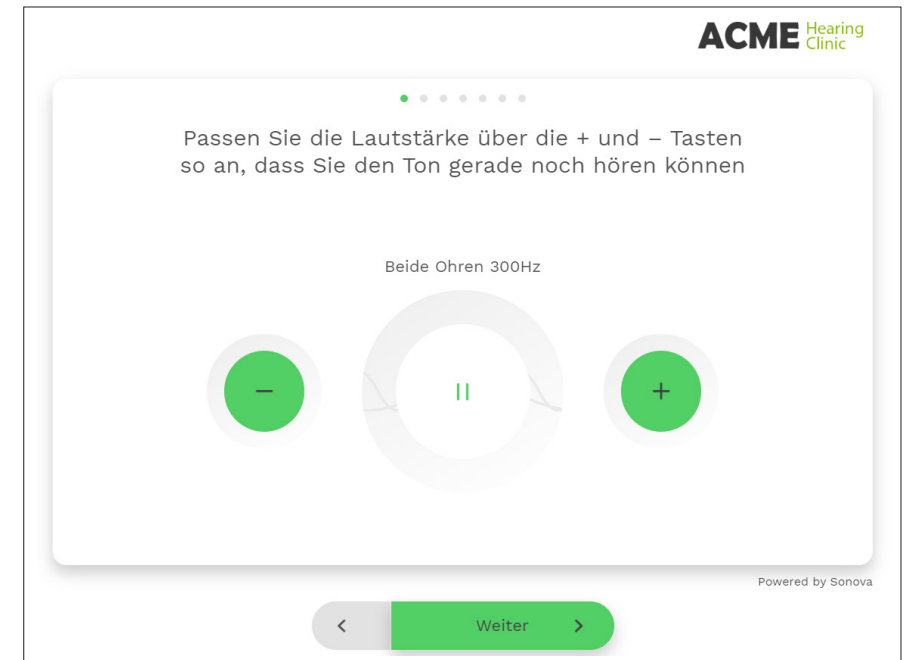 ACME Hearing
Clinic
Passen Sie die Lautstärke über die + und – Tasten
so an, dass Sie den Ton gerade noch hören können
Beide Ohren 300Hz
Powered by Sonova
Weiter